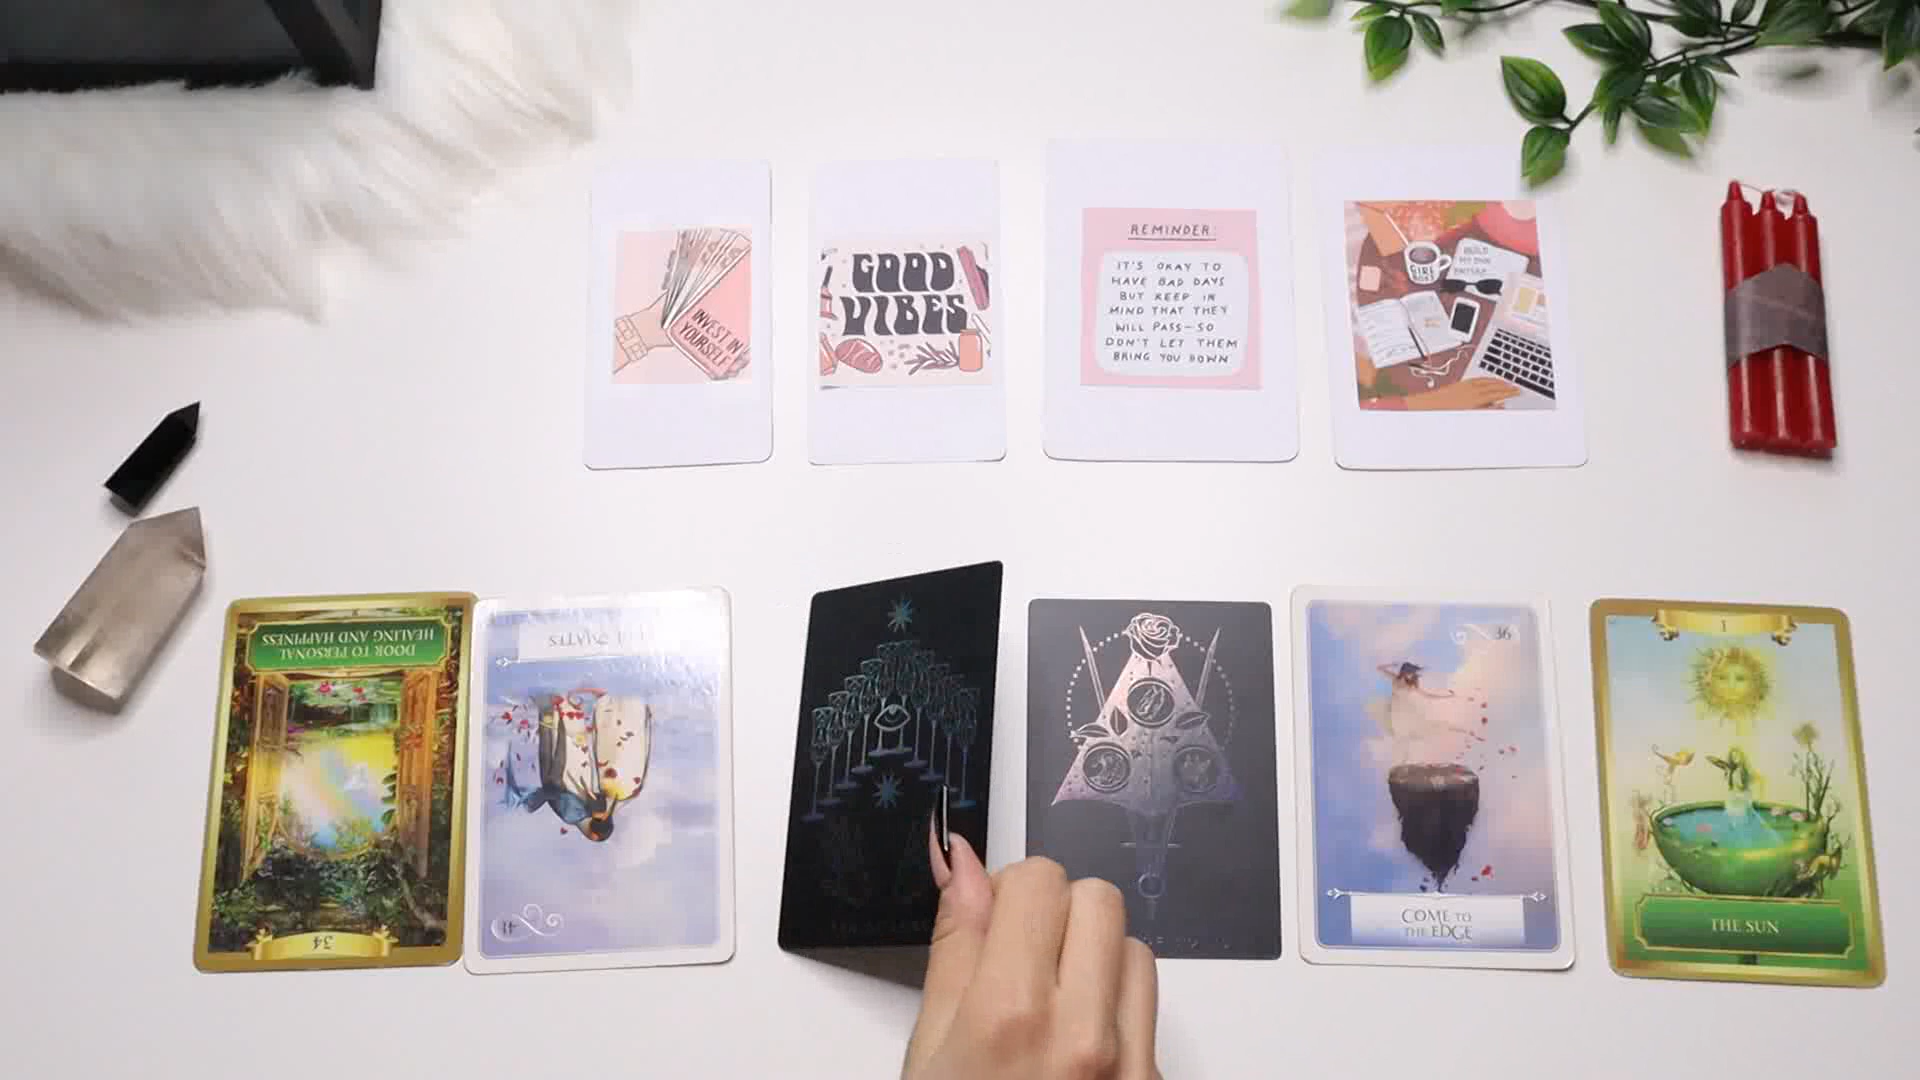 INVEST IN
YOURSELF
GOOD
VIBES
REMINDER:
IT'S OKAY TO
HAVE BAD DAYS
BUT KEEP IN
MIND THAT THEY
WILL PASS—SO
DON'T LET THEM
BRING YOU DOWN
GIRL
BOSS
BUILD
MY OWN
EMPIRE
DOOR TO PERSONAL
HEALING AND HAPPINESS
34
41
36
COME TO
THE EDGE
1
THE SUN